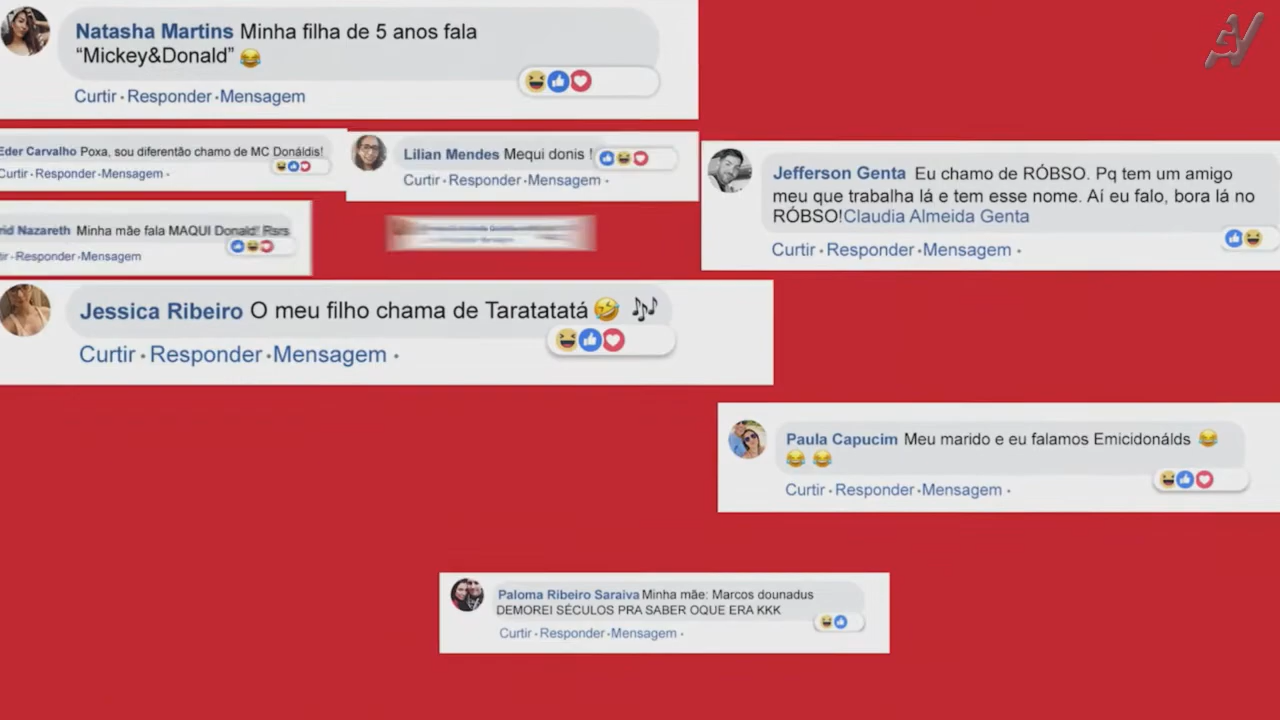 Natasha Martins Minha filha de 5 anos fala
“Mickey&Donald” 😂
Curtir · Responder · Mensagem
Eder Carvalho Poxa, sou diferentão chamo de MC Donáldis!
Curtir · Responder · Mensagem ·
Lilian Mendes Mequi donis !
Curtir · Responder · Mensagem ·
Jefferson Genta Eu chamo de RÓBSO. Pq tem um amigo
meu que trabalha lá e tem esse nome. Aí eu falo, bora lá no
RÓBSO!Claudia Almeida Genta
Curtir · Responder · Mensagem ·
Nazareth Minha mãe fala MAQUI Donald! Rsrs
Responder · Mensagem
Jessica Ribeiro O meu filho chama de Taratatatá 🤣 🎶
Curtir · Responder · Mensagem ·
Paula Capucim Meu marido e eu falamos Emicidonálds 😂
😂 😂
Curtir · Responder · Mensagem ·
Paloma Ribeiro Saraiva Minha mãe: Marcos dounadus
DEMOREI SÉCULOS PRA SABER OQUE ERA KKK
Curtir · Responder · Mensagem ·